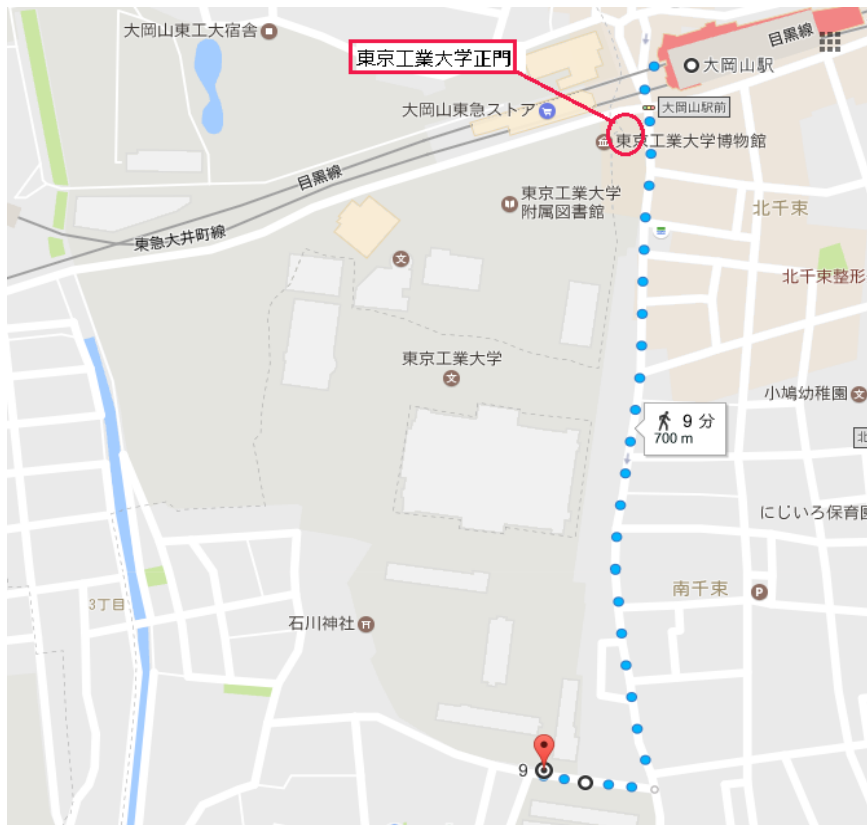 大岡山東工大宿舎
目黒線
東京工業大学正門
大岡山駅
大岡山東急ストア
大岡山駅前
東京工業大学博物館
目黒線
東京工業大学
附属図書館
北千束
東急大井町線
文
北千束整形
東京工業大学
文
小鳩幼稚園
文
9 分
700 m
北
にじいろ保育園
南千束
P
3丁目
石川神社
9